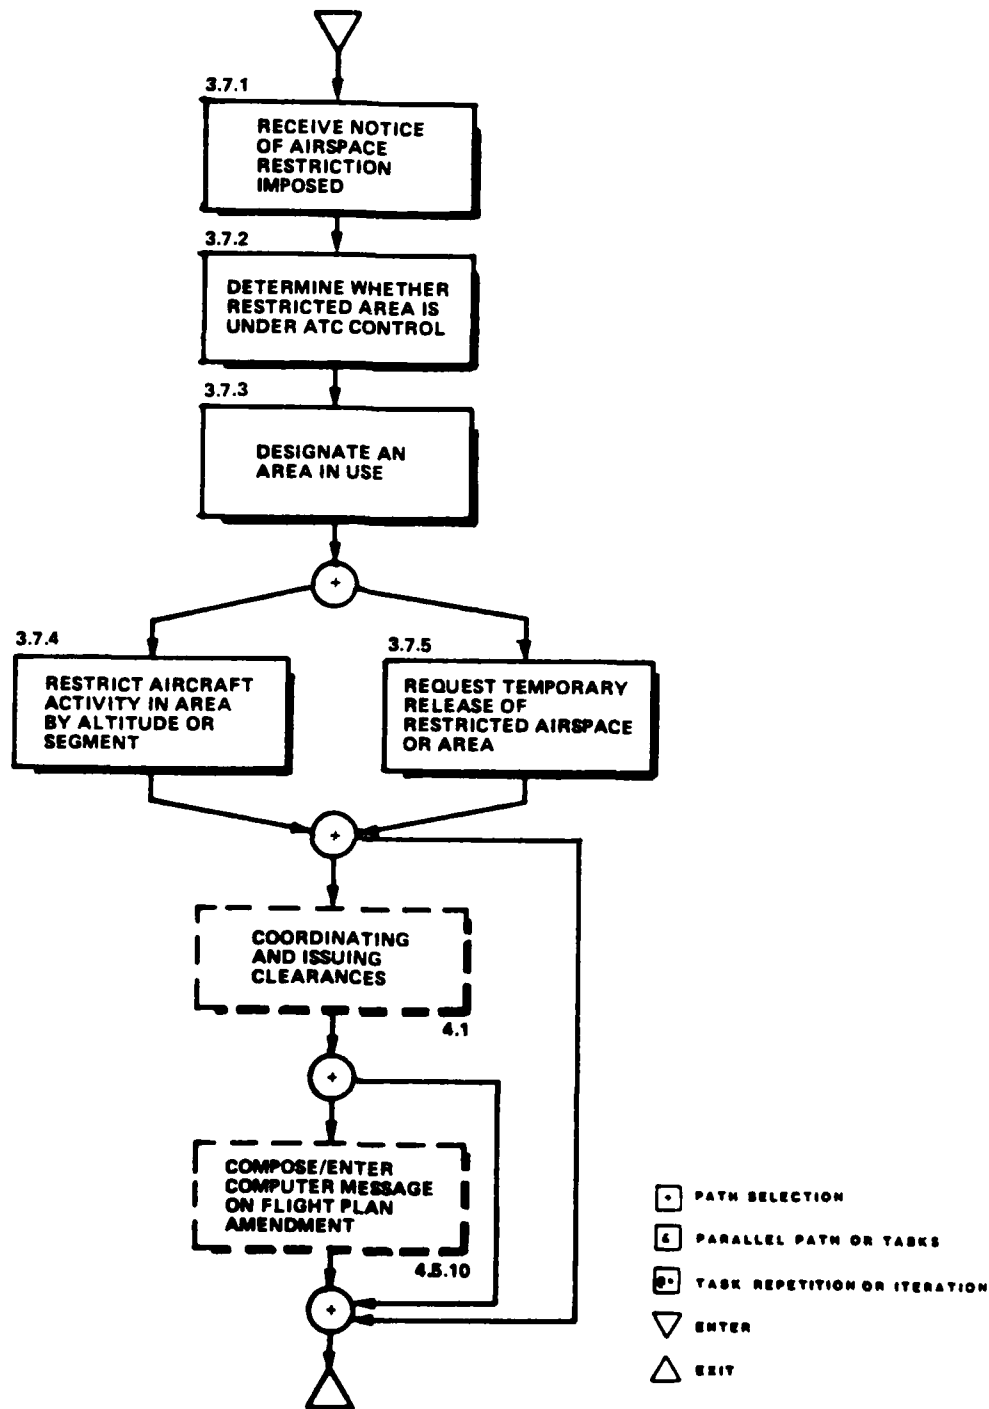 3.7.1
RECEIVE NOTICE
OF AIRSPACE
RESTRICTION
IMPOSED
3.7.2
DETERMINE WHETHER
RESTRICTED AREA IS
UNDER ATC CONTROL
3.7.3
DESIGNATE AN
AREA IN USE
+
3.7.4
RESTRICT AIRCRAFT
ACTIVITY IN AREA
BY ALTITUDE OR
SEGMENT
3.7.5
REQUEST TEMPORARY
RELEASE OF
RESTRICTED AIRSPACE
OR AREA
+
COORDINATING
AND ISSUING
CLEARANCES
4.1
+
COMPOSE/ENTER
COMPUTER MESSAGE
ON FLIGHT PLAN
AMENDMENT
4.5.10
+
+ PATH SELECTION
& PARALLEL PATH OR TASKS
TASK REPETITION OR ITERATION
ENTER
EXIT